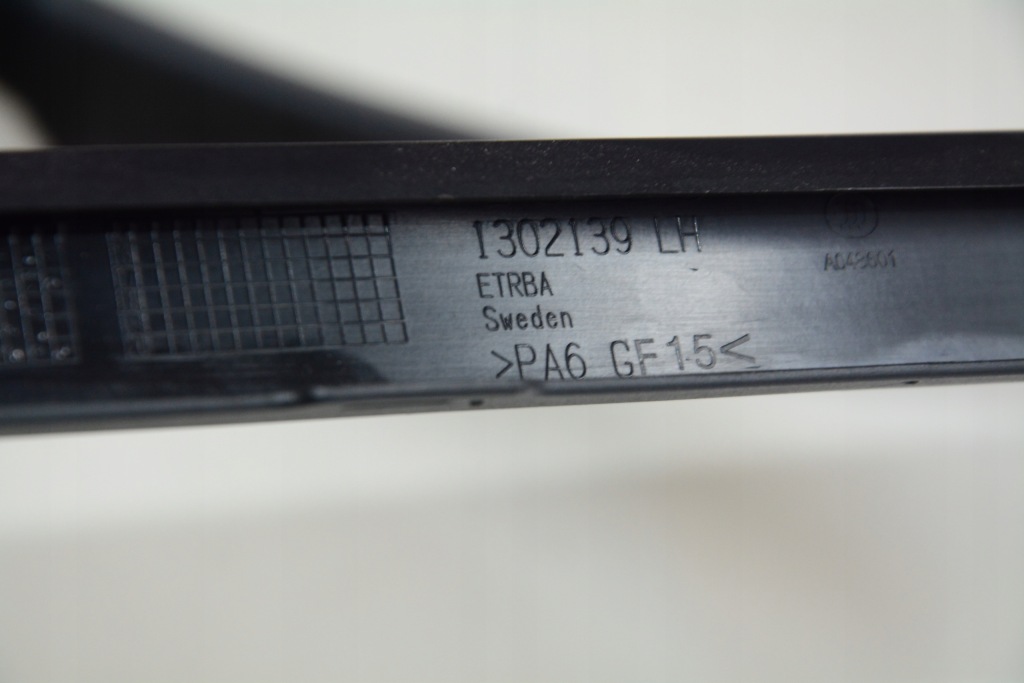 1302139 LH
ETRBA
Sweden
>PA6 GF15<